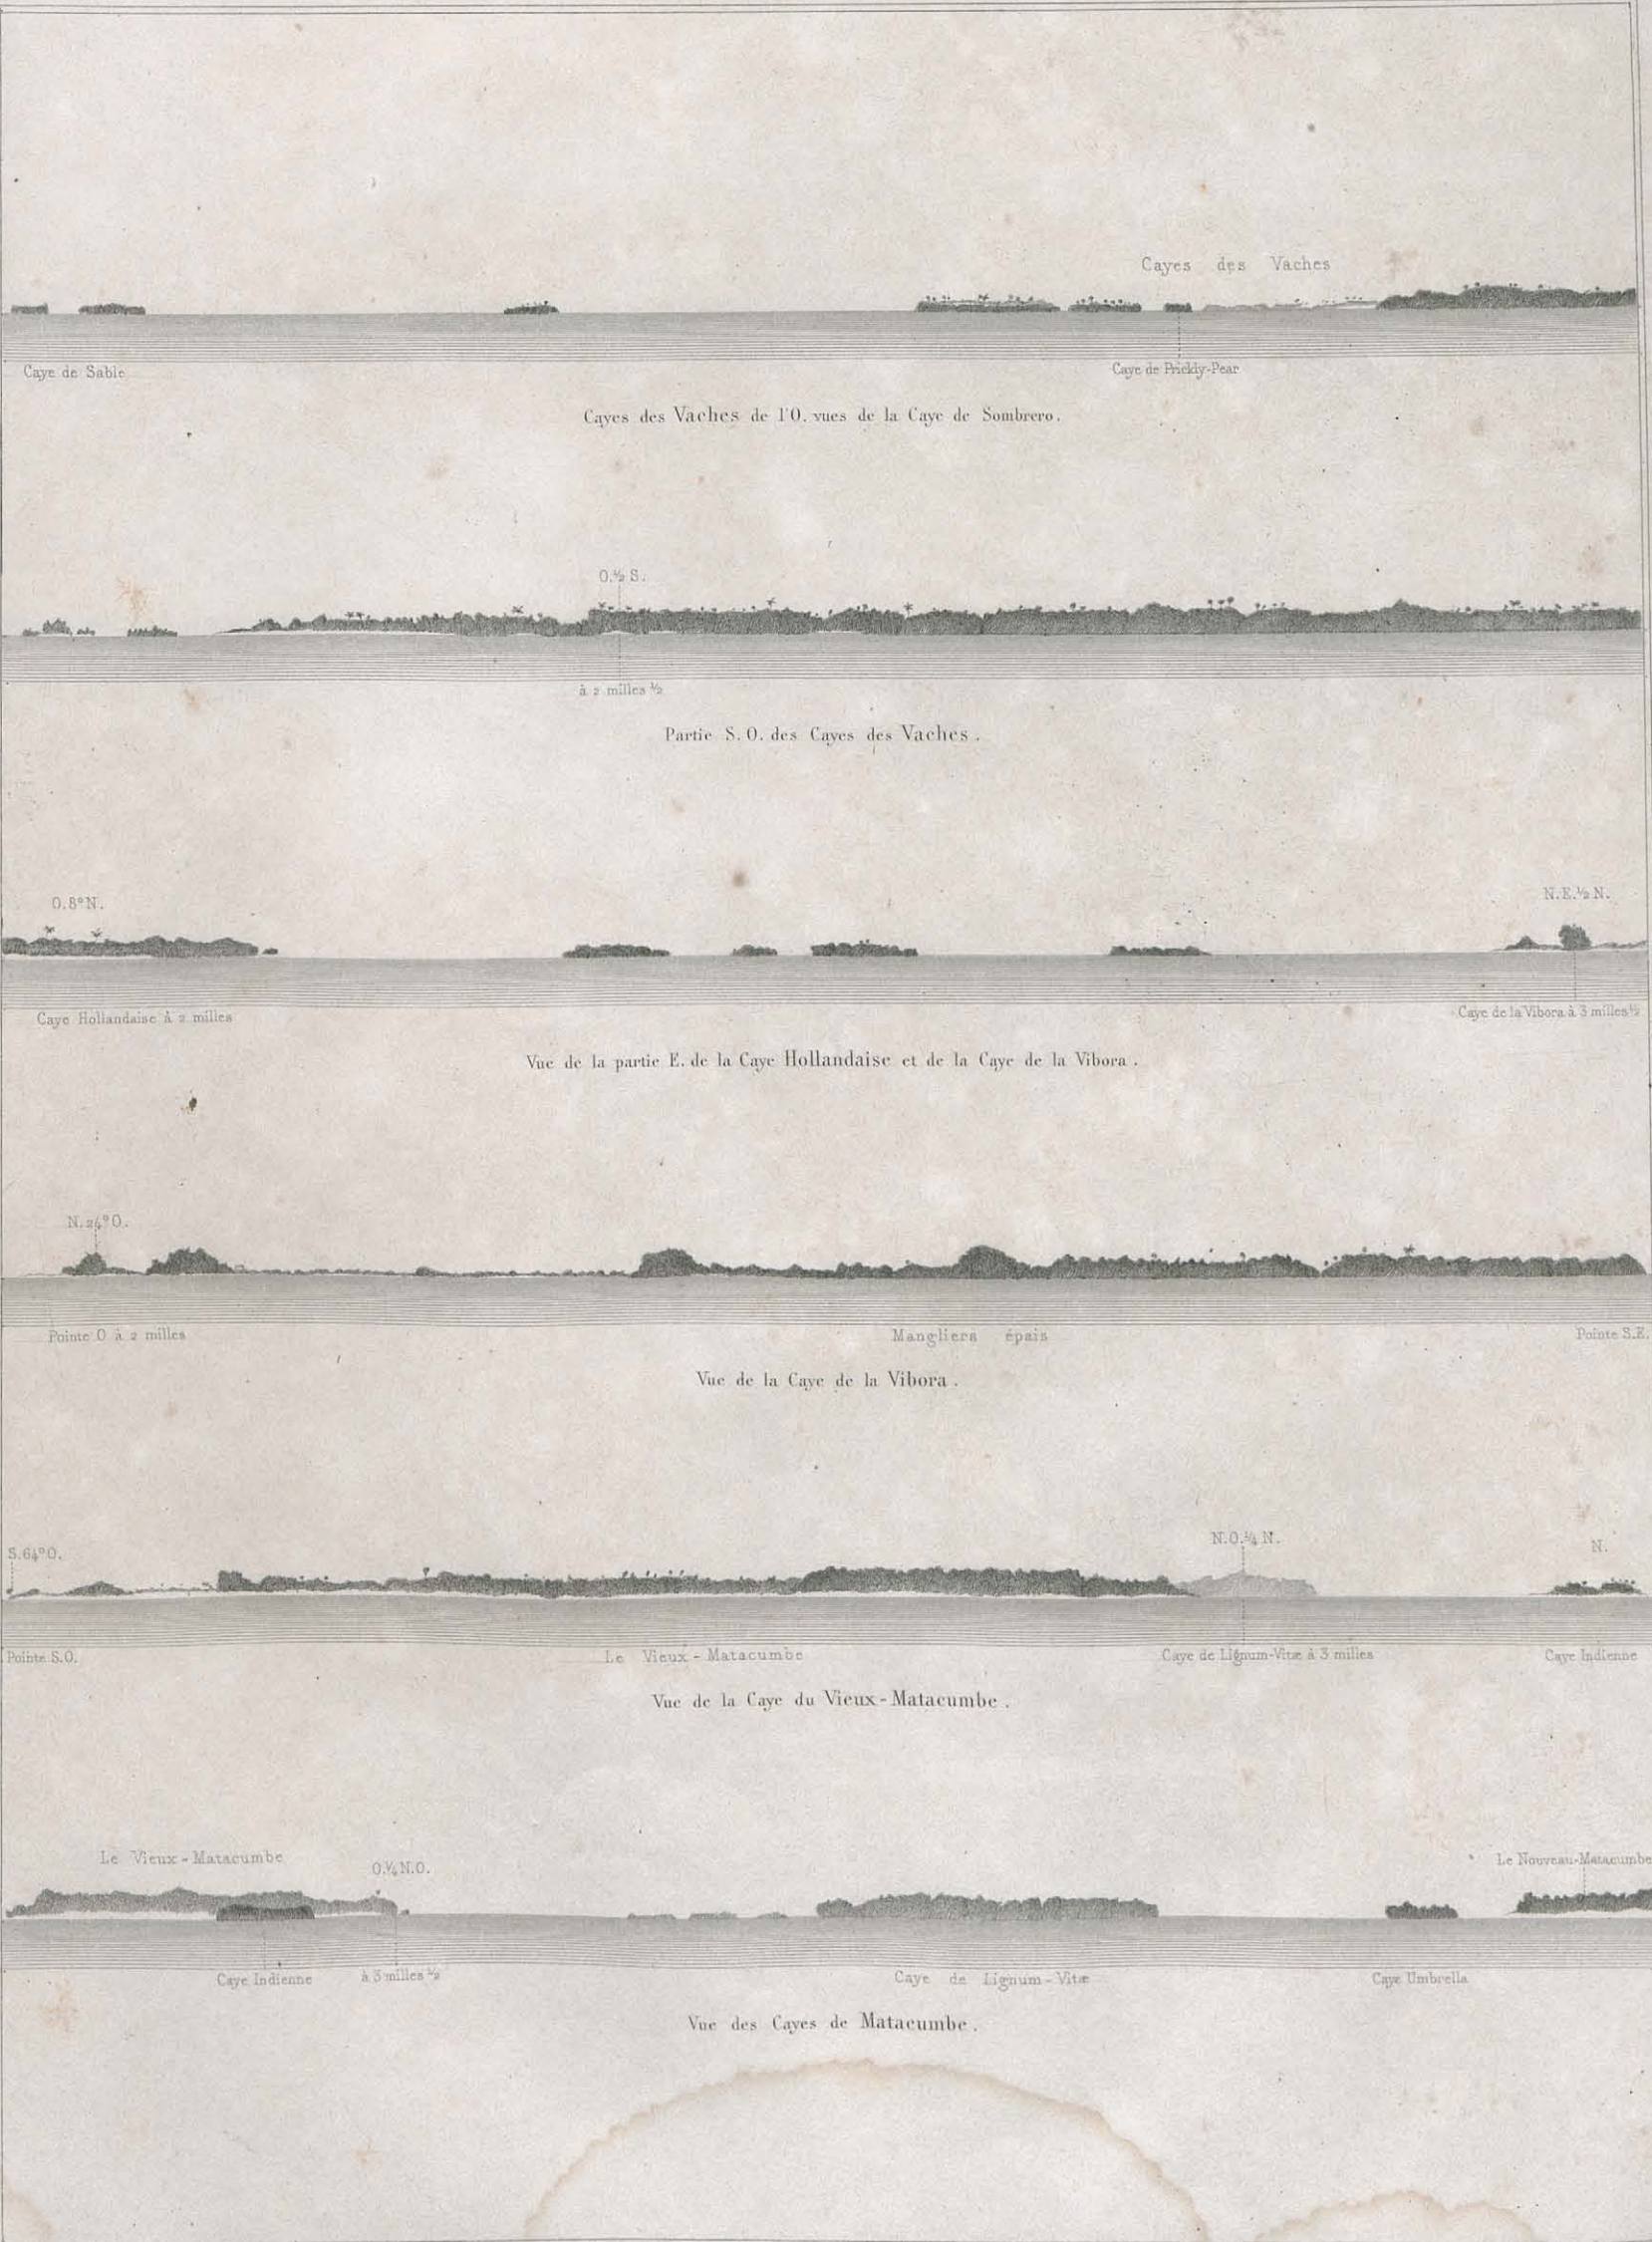 Cayes des Vaches
Caye de Sable
Caye de Prickly-Pear
Cayes des Vaches de l'O. vues de la Caye de Sombrero.
O.½ S.
à 2 milles ½
Partie S.O. des Cayes des Vaches.
O.8°N.
N.E.½N.
Caye Hollandaise à 2 milles
Caye de la Vibora à 3 milles ½
Vue de la partie E. de la Caye Hollandaise et de la Caye de la Vibora.
N.24°O.
Pointe O à 2 milles
Mangliers épais
Pointe S.E.
Vue de la Caye de la Vibora.
S.64°O.
N.O.¼N.
N.
Pointe S.O.
Le Vieux-Matacumbe
Caye de Lignum-Vitæ à 3 milles
Caye Indienne
Vue de la Caye du Vieux-Matacumbe.
Le Vieux-Matacumbe
O.¼N.O.
Le Nouveau-Matacumbe
Caye Indienne
à 3 milles ½
Caye de Lignum-Vitæ
Caye Umbrella
Vue des Cayes de Matacumbe.